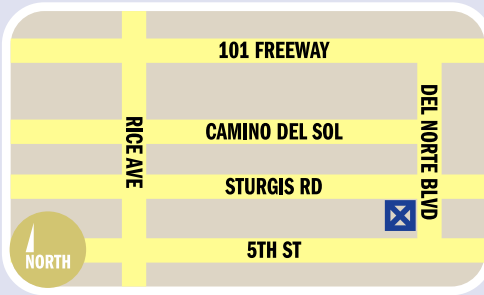 101 FREEWAY
CAMINO DEL SOL
RICE AVE
DEL NORTE BLVD
STURGIS RD
5TH ST
NORTH